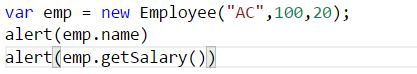 var emp = new Employee("AC",100,20);
alert(emp.name)
alert(emp.getSalary())